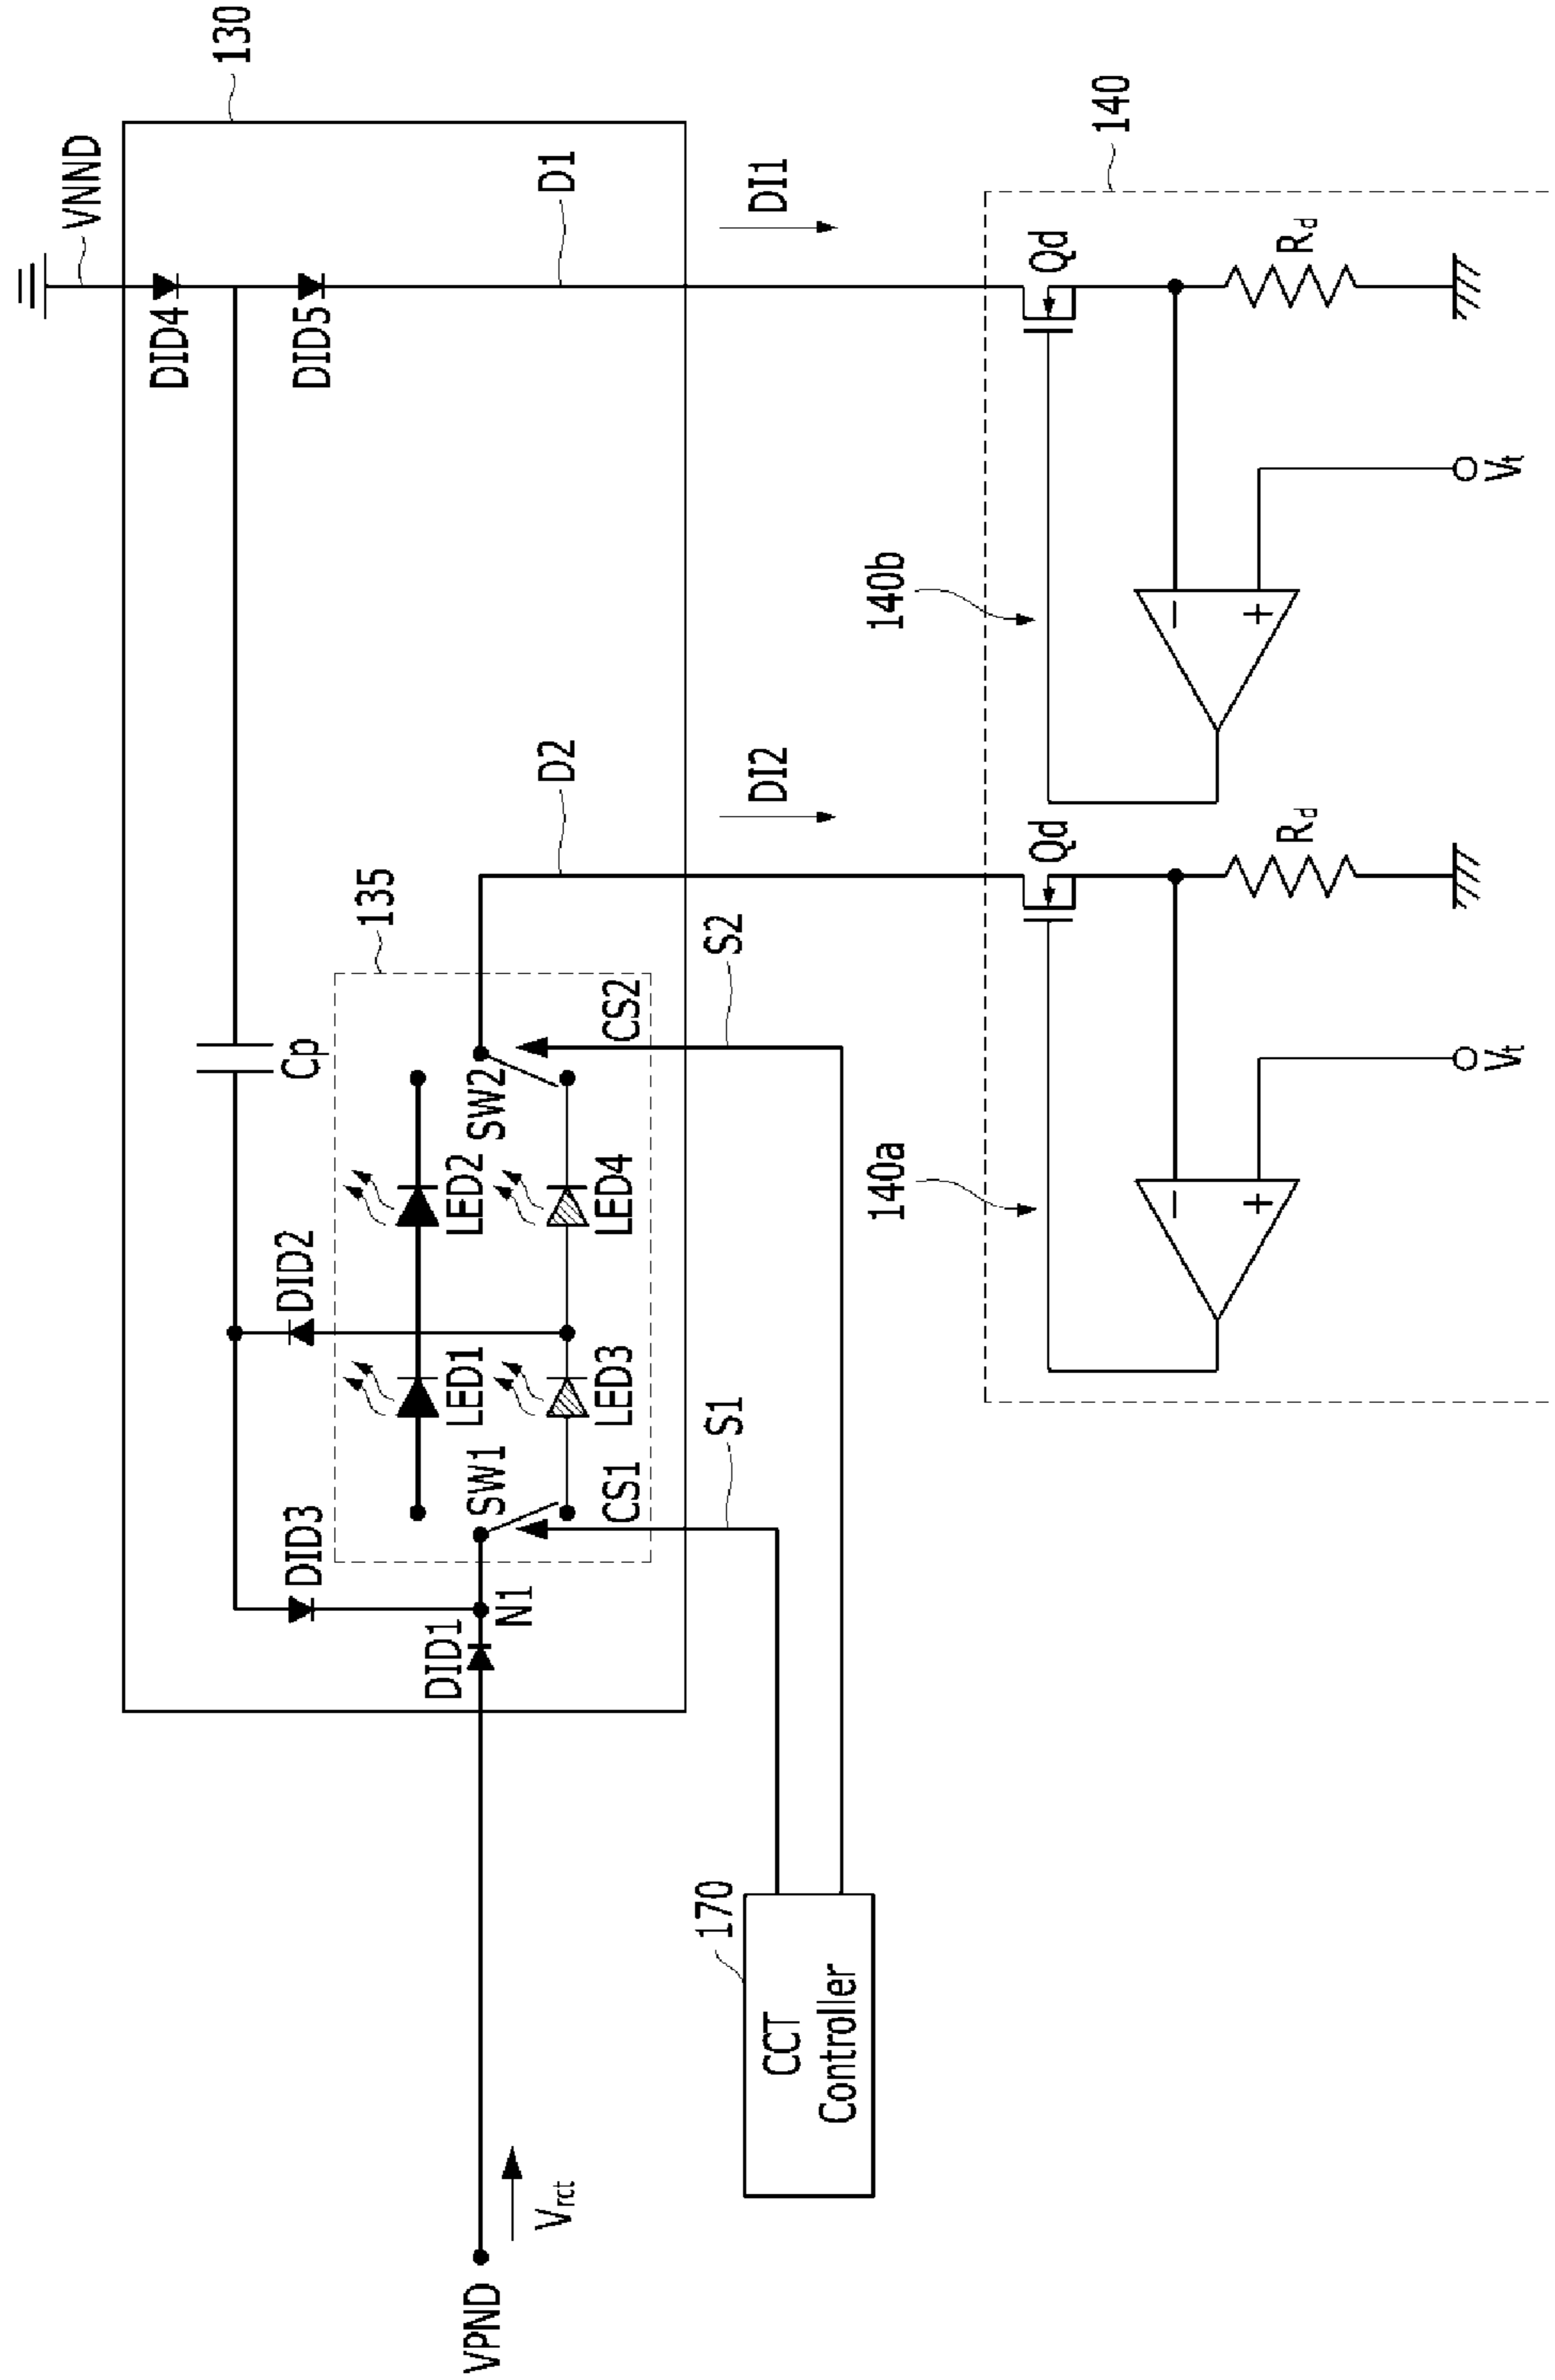 130
VNND
DID4
DID5
D1
DI1
140
Qd
Rd
Vt
140b
Cp
135
D2
DI2
Qd
Rd
Vt
140a
DID2
DID3
LED1
LED2
LED3
LED4
SW1
SW2
CS1
CS2
S1
S2
N1
DID1
170
CCT
Controller
Vrct
VPND
−
+
−
+